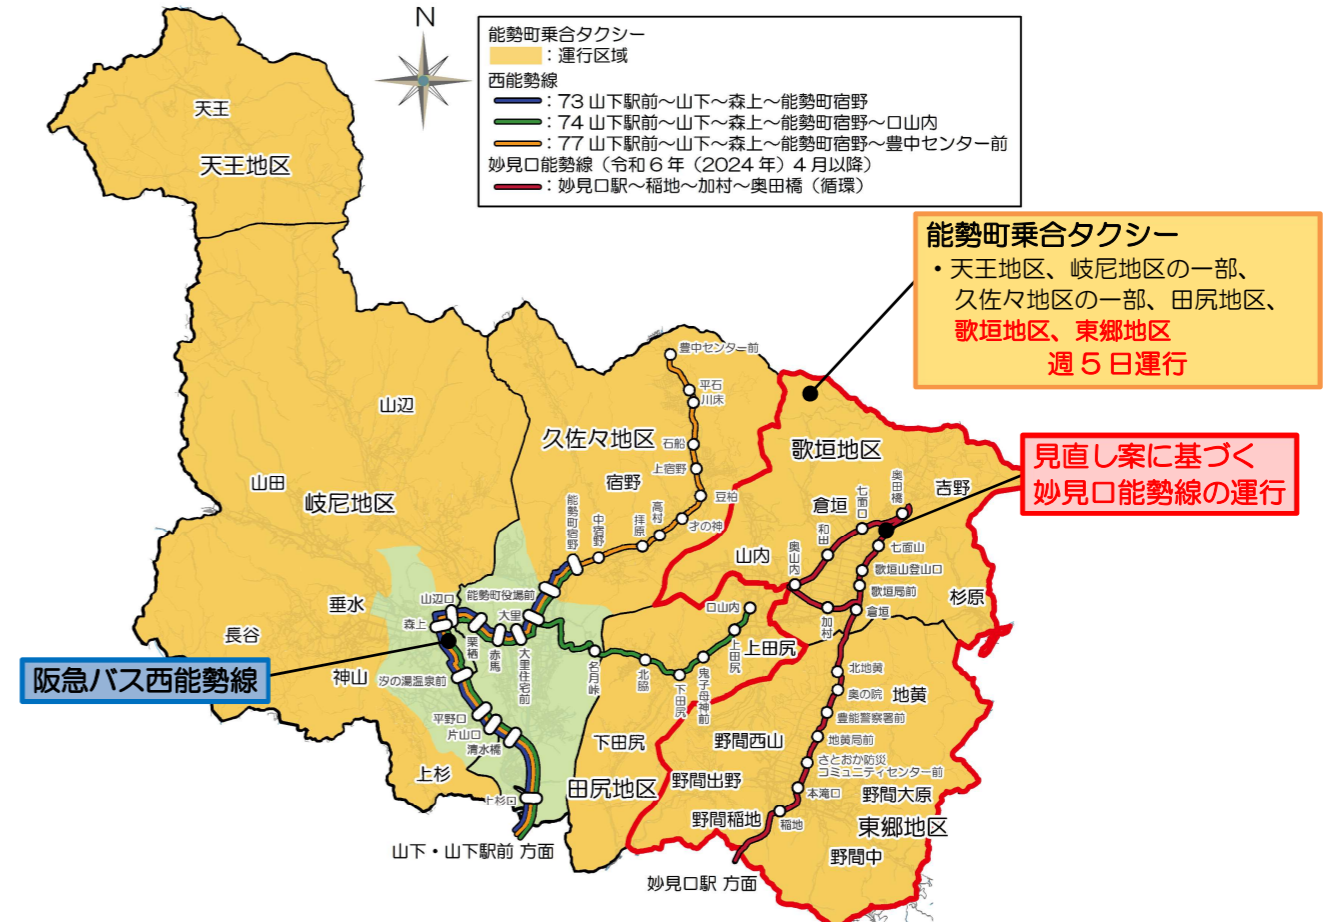 N
能勢町乗合タクシー
：運行区域
西能勢線
：73 山下駅前～山下～森上～能勢町宿野
：74 山下駅前～山下～森上～能勢町宿野～口山内
：77 山下駅前～山下～森上～能勢町宿野～豊中センター前
妙見口能勢線（令和6年（2024年）4月以降）
：妙見口駅～稲地～加村～奥田橋（循環）
天王
天王地区
能勢町乗合タクシー
・天王地区、岐尼地区の一部、
久佐々地区の一部、田尻地区、
歌垣地区、東郷地区
週5日運行
見直し案に基づく
妙見口能勢線の運行
阪急バス西能勢線
豊中センター前
平石
川床
石船
上宿野
豆柏
才の神
高村
拝原
中宿野
能勢町宿野
久佐々地区
宿野
山辺
山田
岐尼地区
歌垣地区
倉垣
吉野
奥田橋
七面口
和田
奥山内
七面山
歌垣山登山口
歌垣局前
倉垣
加村
山内
杉原
能勢町役場前
大里
山辺口
森上
栗栖
赤馬
大里住宅前
垂水
長谷
神山
汐の湯温泉前
平野口
片山口
清水橋
上杉
上杉口
名月峠
北脇
下田尻
鬼子母神前
上田尻
口山内
上田尻
下田尻
田尻地区
北地黄
奥の院
地黄
豊能警察署前
地黄局前
さとおか防災
コミュニティセンター前
本滝口
稲地
野間西山
野間出野
野間稲地
野間大原
東郷地区
野間中
山下・山下駅前 方面
妙見口駅 方面